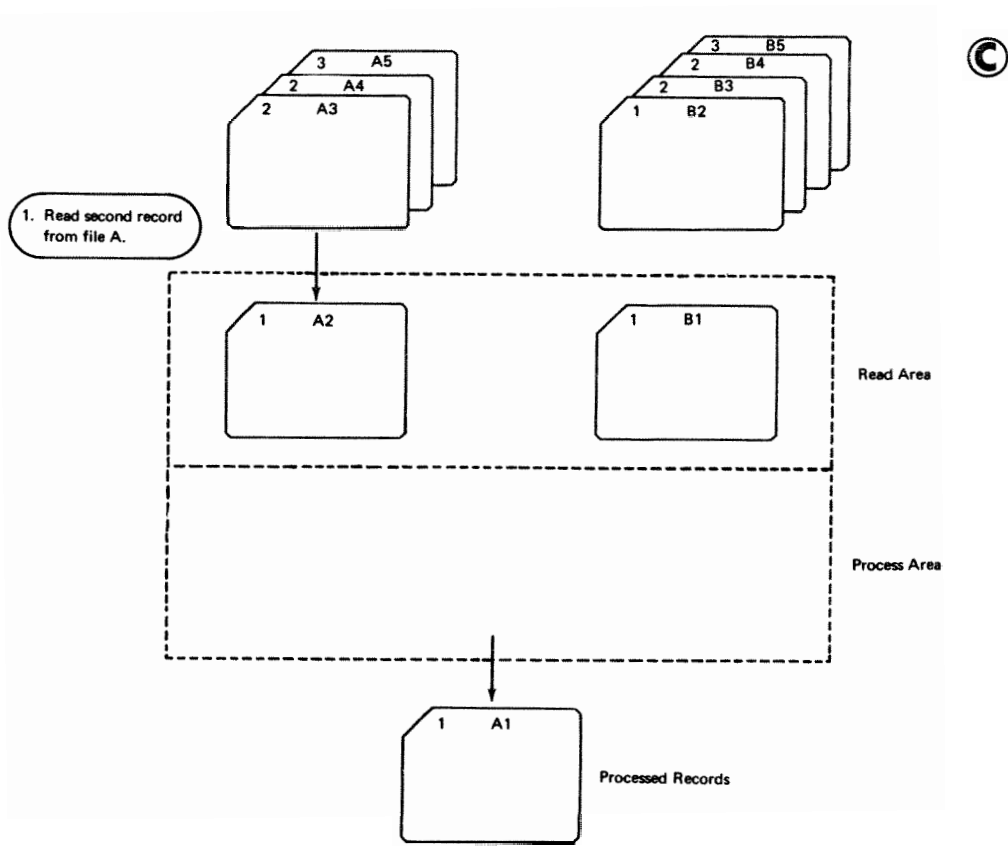 C
3 A5
2 A4
2 A3
3 B5
2 B4
2 B3
1 B2
1. Read second record
from file A.
1 A2
1 B1
Read Area
Process Area
1 A1
Processed Records